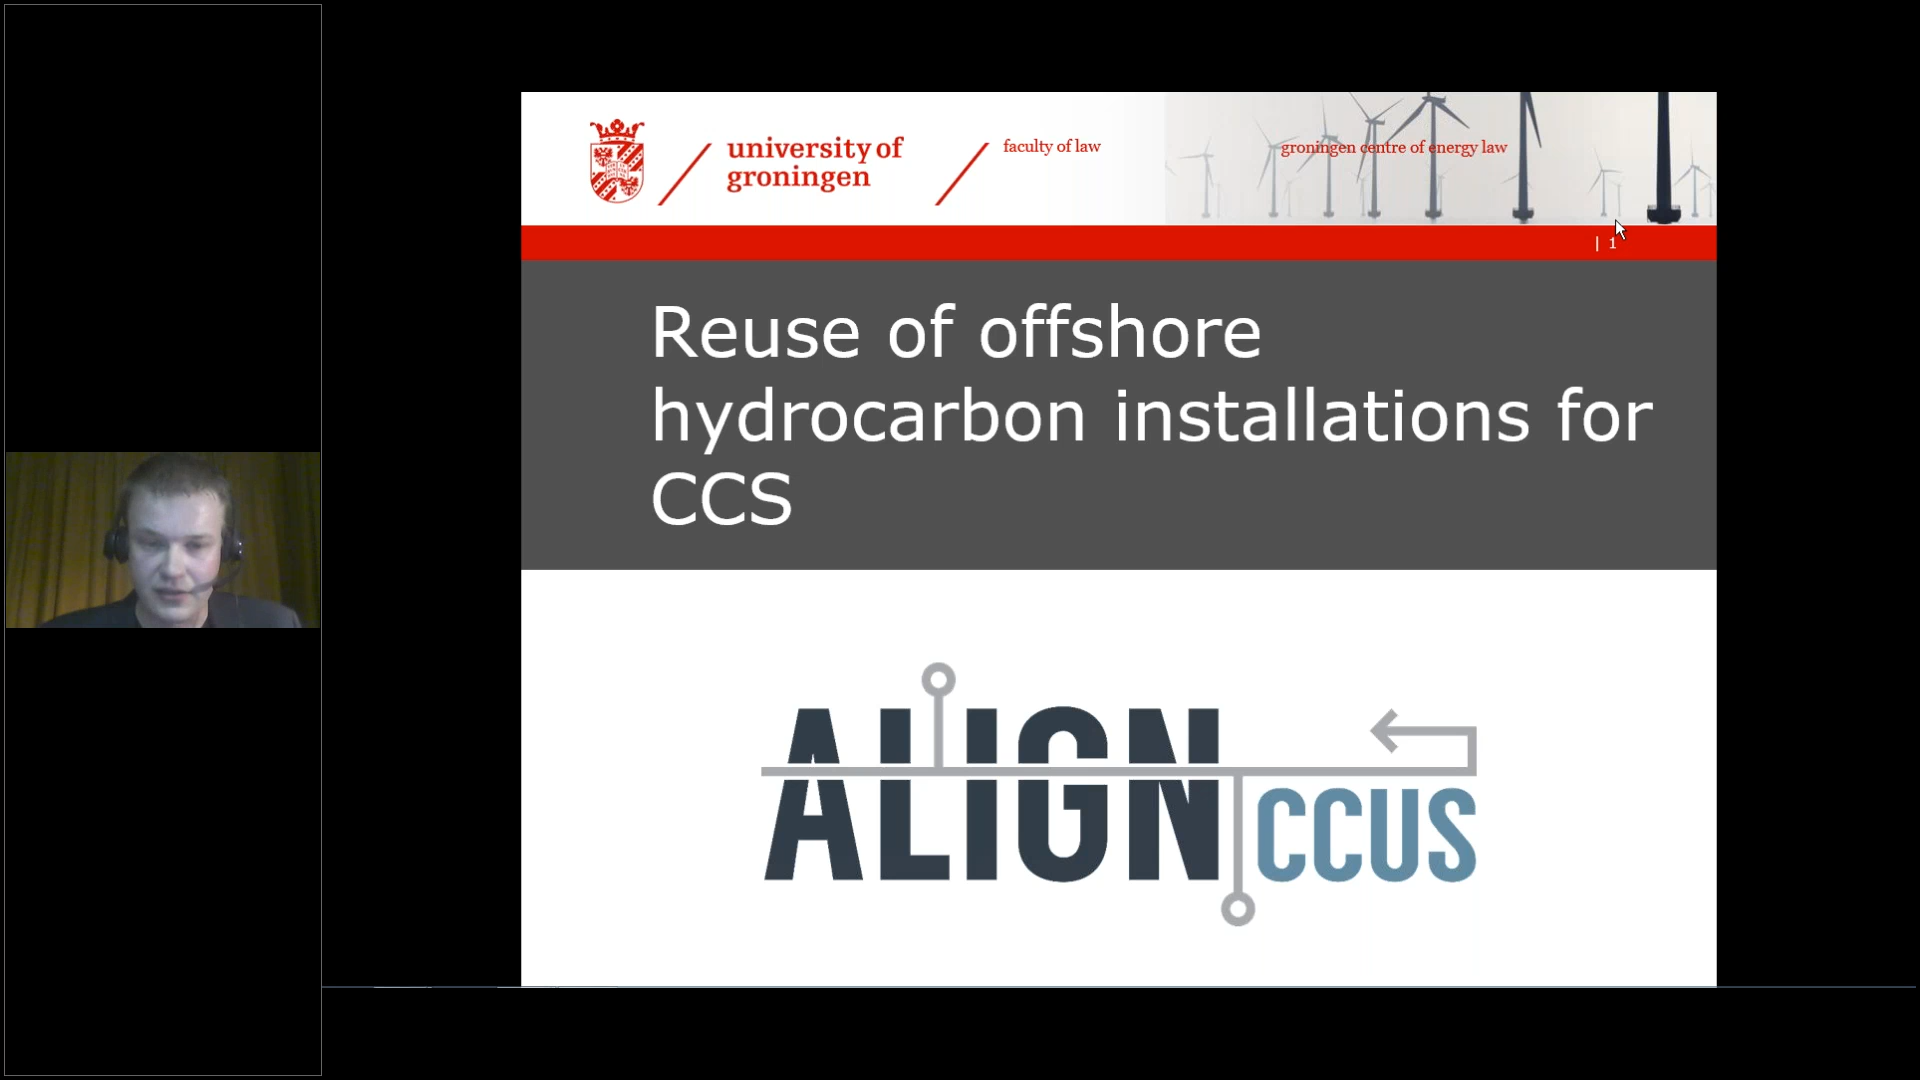 university of
groningen
faculty of law
groningen centre of energy law
| 1
Reuse of offshore
hydrocarbon installations for
CCS
ALIGN
CCUS